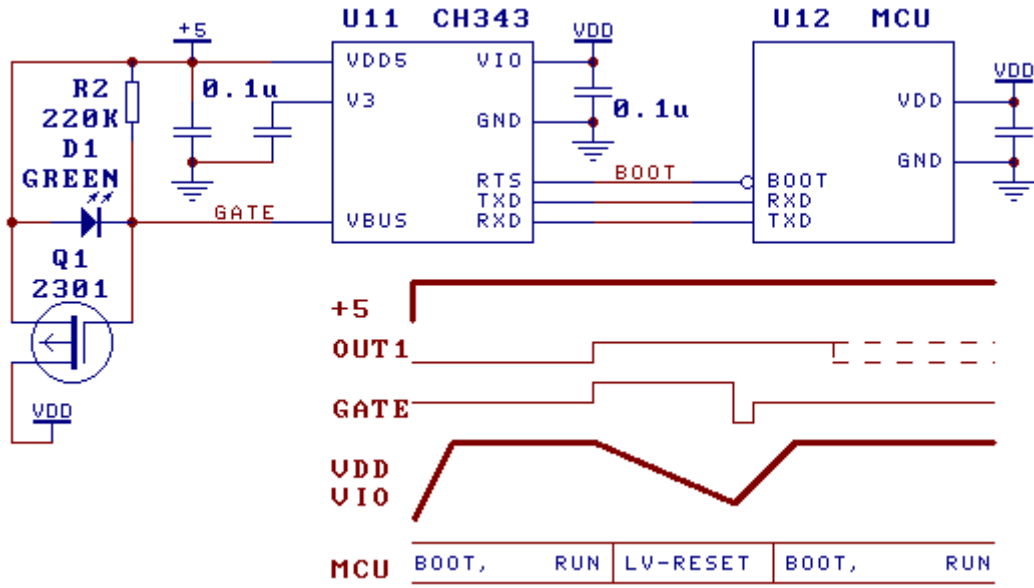 U11 CH343
U12 MCU
+5
VDD
VDD
VDD5
VIO
R2
220K
0.1u
V3
0.1u
VDD
GND
D1
GREEN
GND
RTS
BOOT
BOOT
TXD
RXD
GATE
VBUS
RXD
TXD
Q1
2301
+5
OUT1
VDD
GATE
VDD
VIO
MCU
BOOT, RUN
LV-RESET
BOOT, RUN